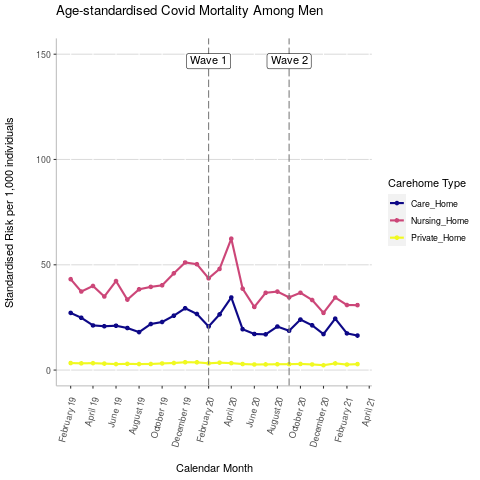 Age-standardised Covid Mortality Among Men
150
100
50
0
Wave 1
Wave 2
Standardised Risk per 1,000 individuals
February 19
April 19
June 19
August 19
October 19
December 19
February 20
April 20
June 20
August 20
October 20
December 20
February 21
April 21
Calendar Month
Carehome Type
Care_Home
Nursing_Home
Private_Home